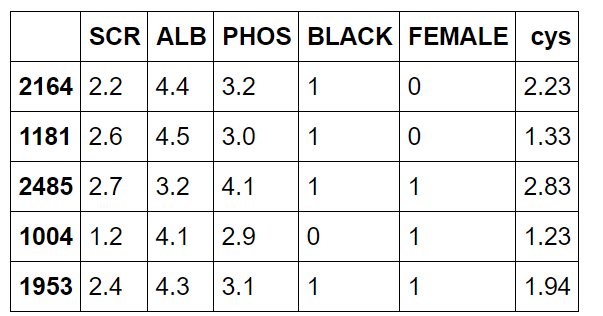 SCR ALB PHOS BLACK FEMALE cys
2164 2.2 4.4 3.2 1 0 2.23
1181 2.6 4.5 3.0 1 0 1.33
2485 2.7 3.2 4.1 1 1 2.83
1004 1.2 4.1 2.9 0 1 1.23
1953 2.4 4.3 3.1 1 1 1.94